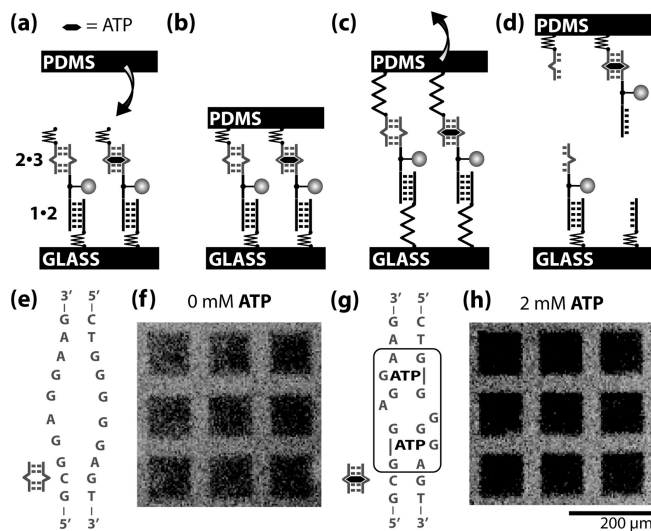 (a) = ATP
PDMS
2•3
1•2
GLASS
(b)
PDMS
GLASS
(c)
PDMS
GLASS
(d)
PDMS
GLASS
(e)
3′ 5′
G C
A T
A G
G G
G G
A G
G G
G A
C G
G T
5′ 3′
(f) 0 mM ATP
(g)
3′ 5′
G C
A T
A G
G ATP G
A G
G G G
ATP
G A
C G
G T
5′ 3′
(h) 2 mM ATP
200 µm